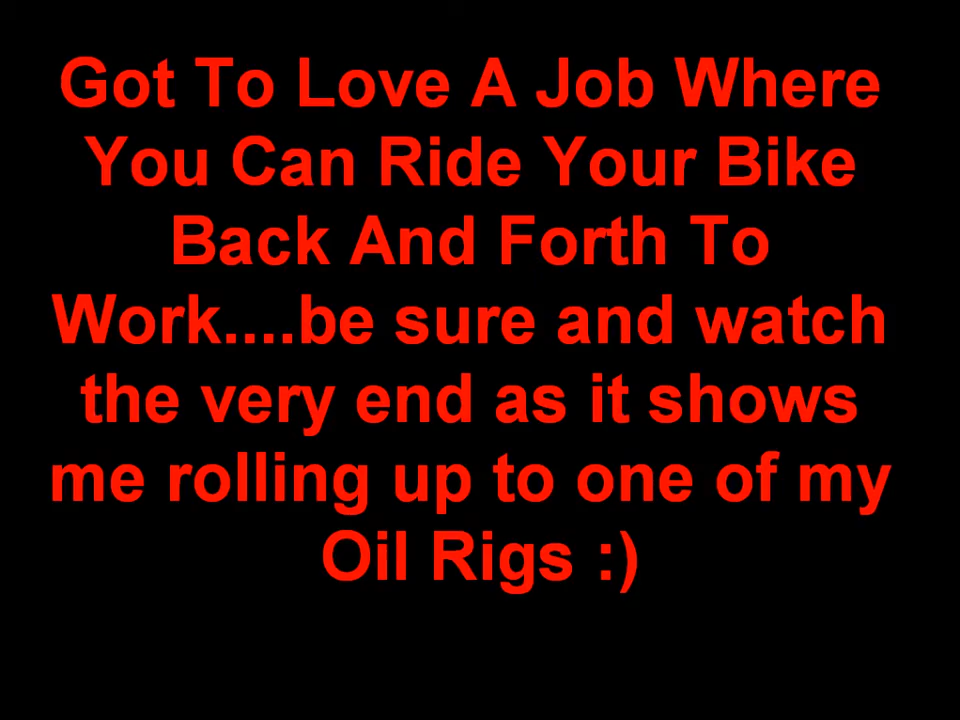 Got To Love A Job Where
You Can Ride Your Bike
Back And Forth To
Work....be sure and watch
the very end as it shows
me rolling up to one of my
Oil Rigs :)